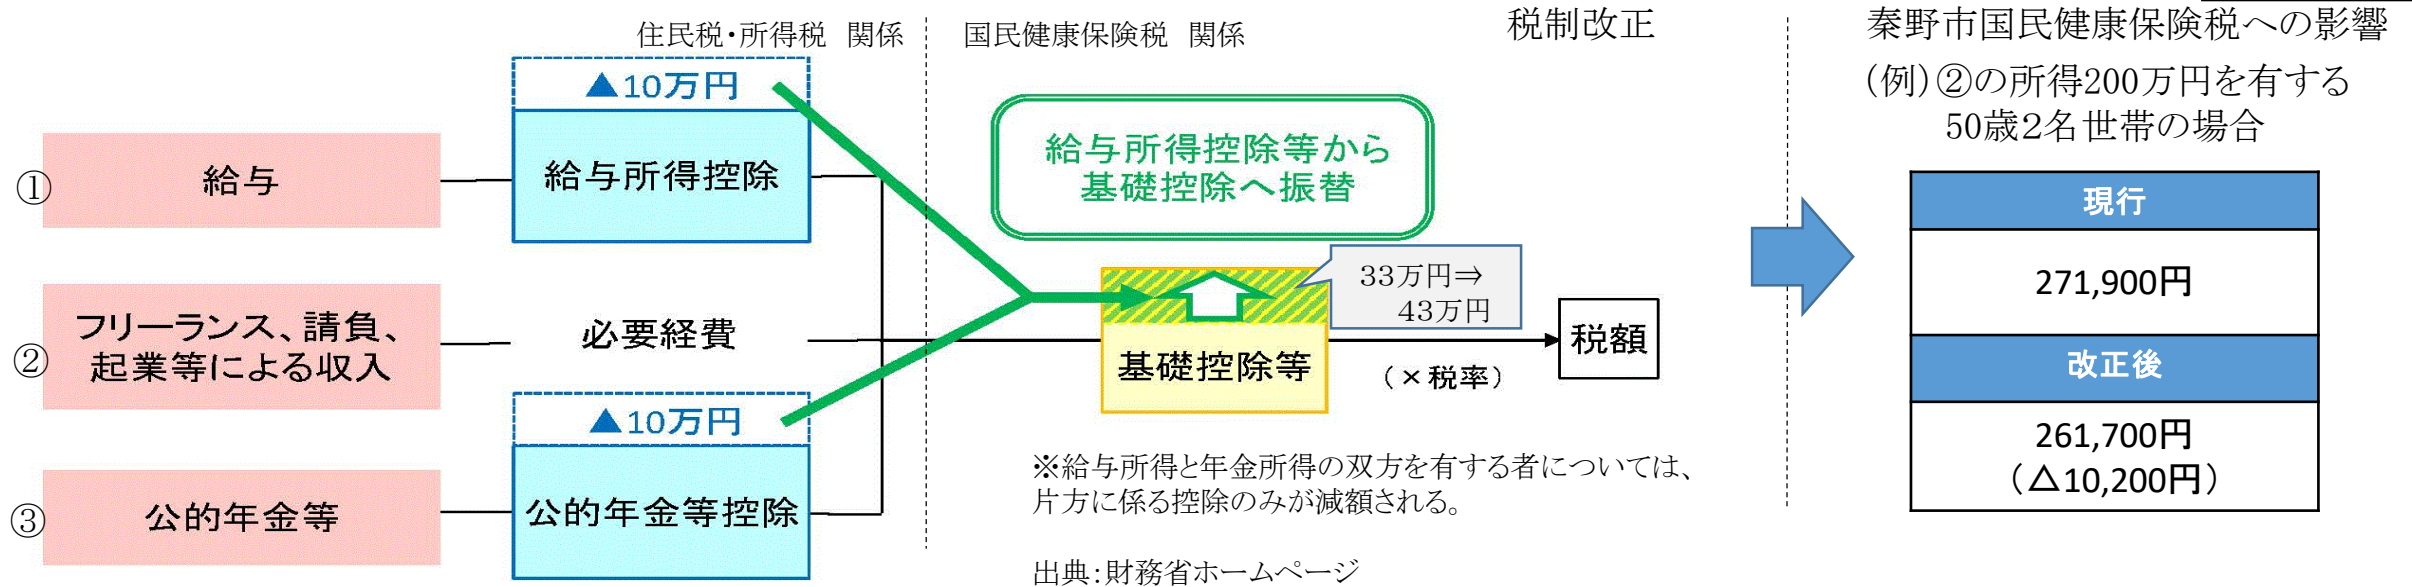 住民税・所得税 関係
国民健康保険税 関係
税制改正
▲10万円
① 給与
給与所得控除
給与所得控除等から
基礎控除へ振替
② フリーランス、請負、
起業等による収入
必要経費
33万円⇒
43万円
基礎控除等
(×税率)
税額
▲10万円
③ 公的年金等
公的年金等控除
※給与所得と年金所得の双方を有する者については、
片方に係る控除のみが減額される。
出典:財務省ホームページ
秦野市国民健康保険税への影響
(例)②の所得200万円を有する
50歳2名世帯の場合
現行
271,900円
改正後
261,700円
(△10,200円)